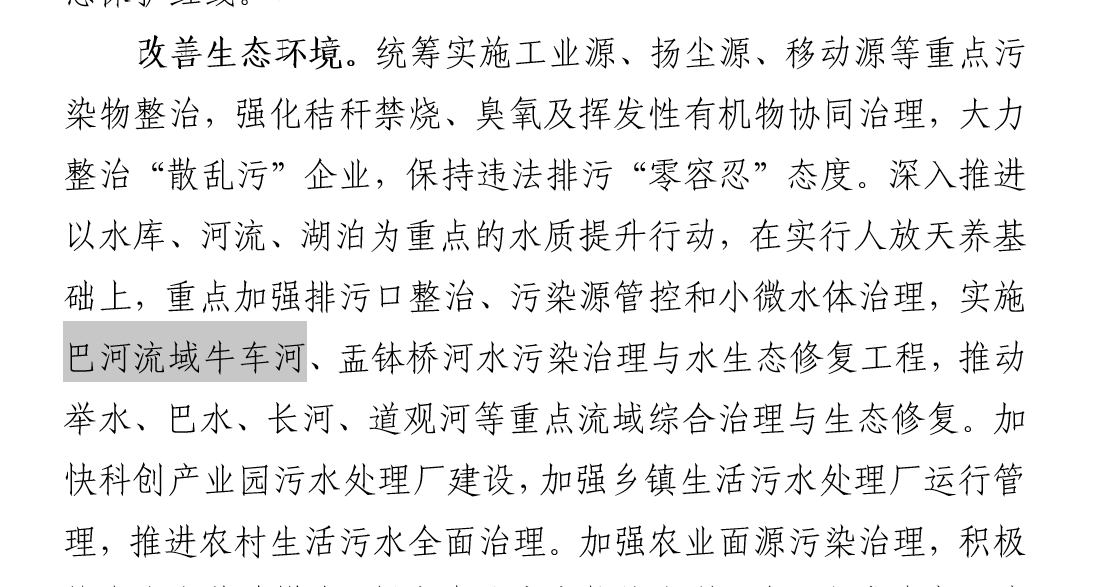 改善生态环境。统筹实施工业源、扬尘源、移动源等重点污
染物整治，强化秸秆禁烧、臭氧及挥发性有机物协同治理，大力
整治“散乱污”企业，保持违法排污“零容忍”态度。深入推进
以水库、河流、湖泊为重点的水质提升行动，在实行人放天养基
础上，重点加强排污口整治、污染源管控和小微水体治理，实施
巴河流域牛车河、盂钵桥河水污染治理与水生态修复工程，推动
举水、巴水、长河、道观河等重点流域综合治理与生态修复。加
快科创产业园污水处理厂建设，加强乡镇生活污水处理厂运行管
理，推进农村生活污水全面治理。加强农业面源污染治理，积极